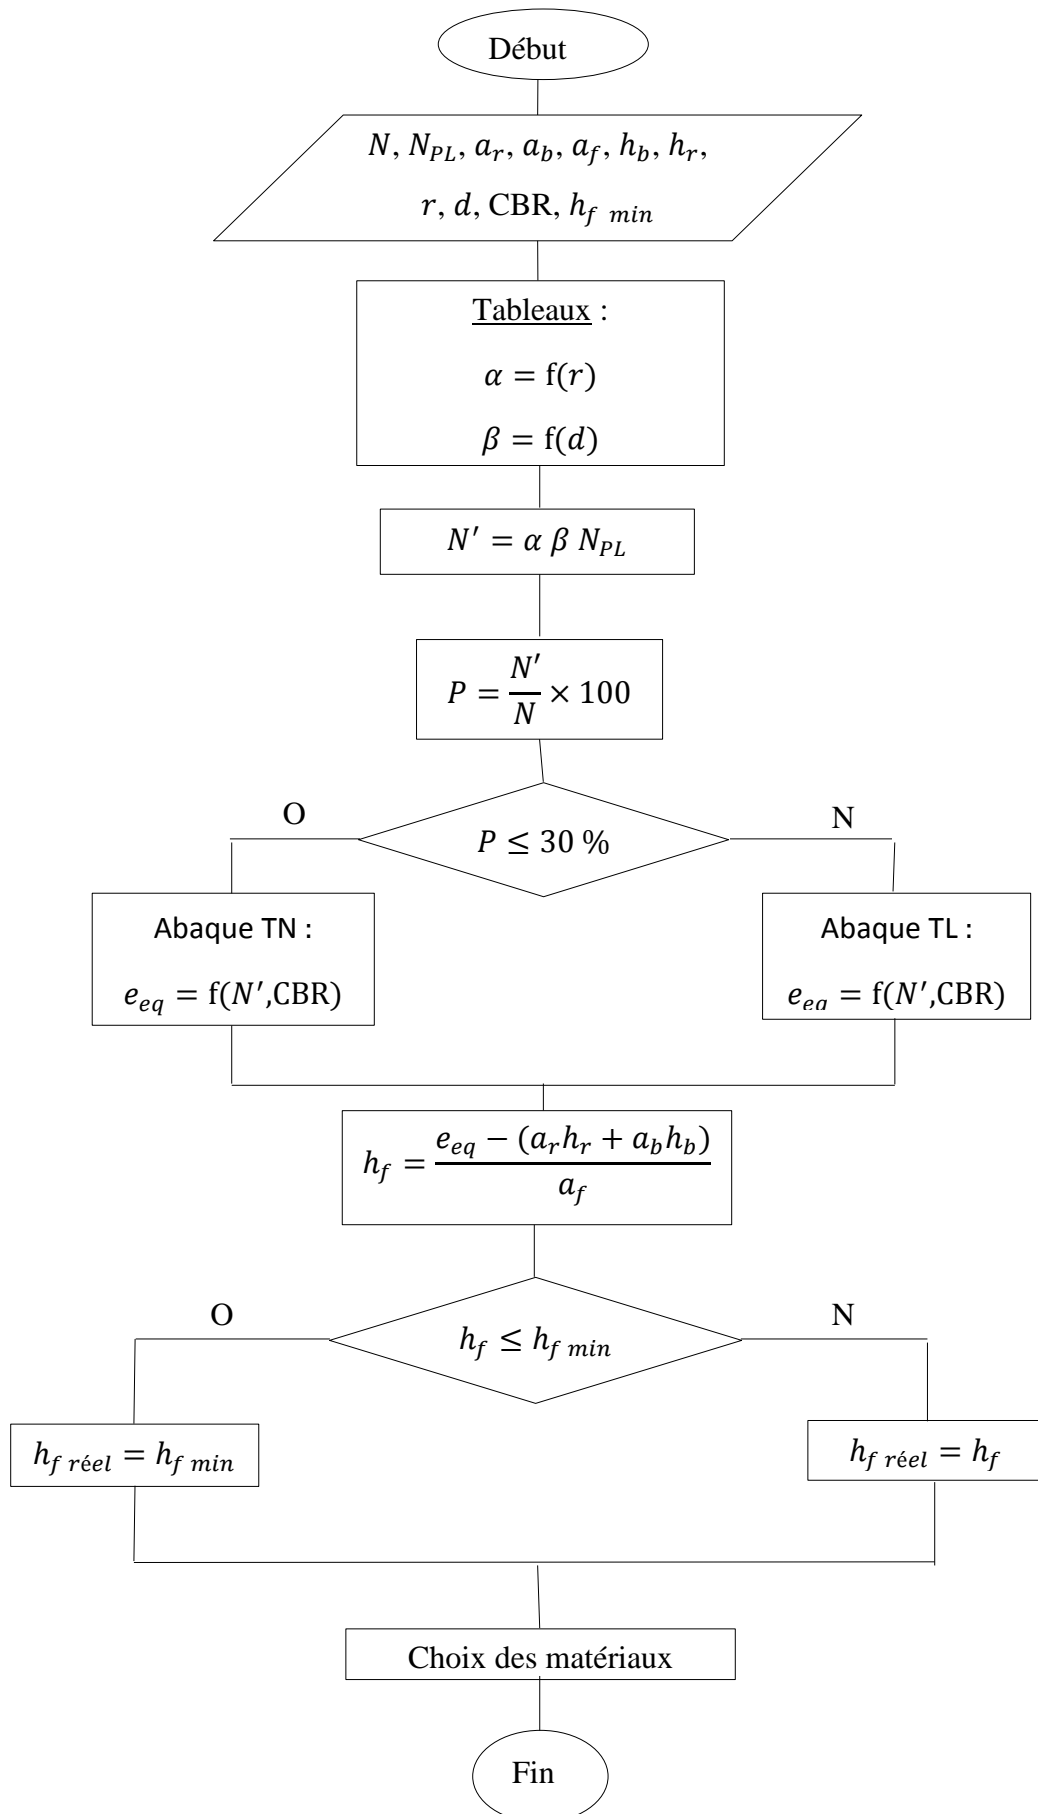 Début
N, N_PL, a_r, a_b, a_f, h_b, h_r,
r, d, CBR, h_f min
Tableaux :
α = f(r)
β = f(d)
N′ = α β N_PL
P = N′/N × 100
O
N
P ≤ 30 %
Abaque TN :
e_eq = f(N′,CBR)
Abaque TL :
e_eq = f(N′,CBR)
h_f = (e_eq − (a_r h_r + a_b h_b))/a_f
O
N
h_f ≤ h_f min
h_f réel = h_f min
h_f réel = h_f
Choix des matériaux
Fin